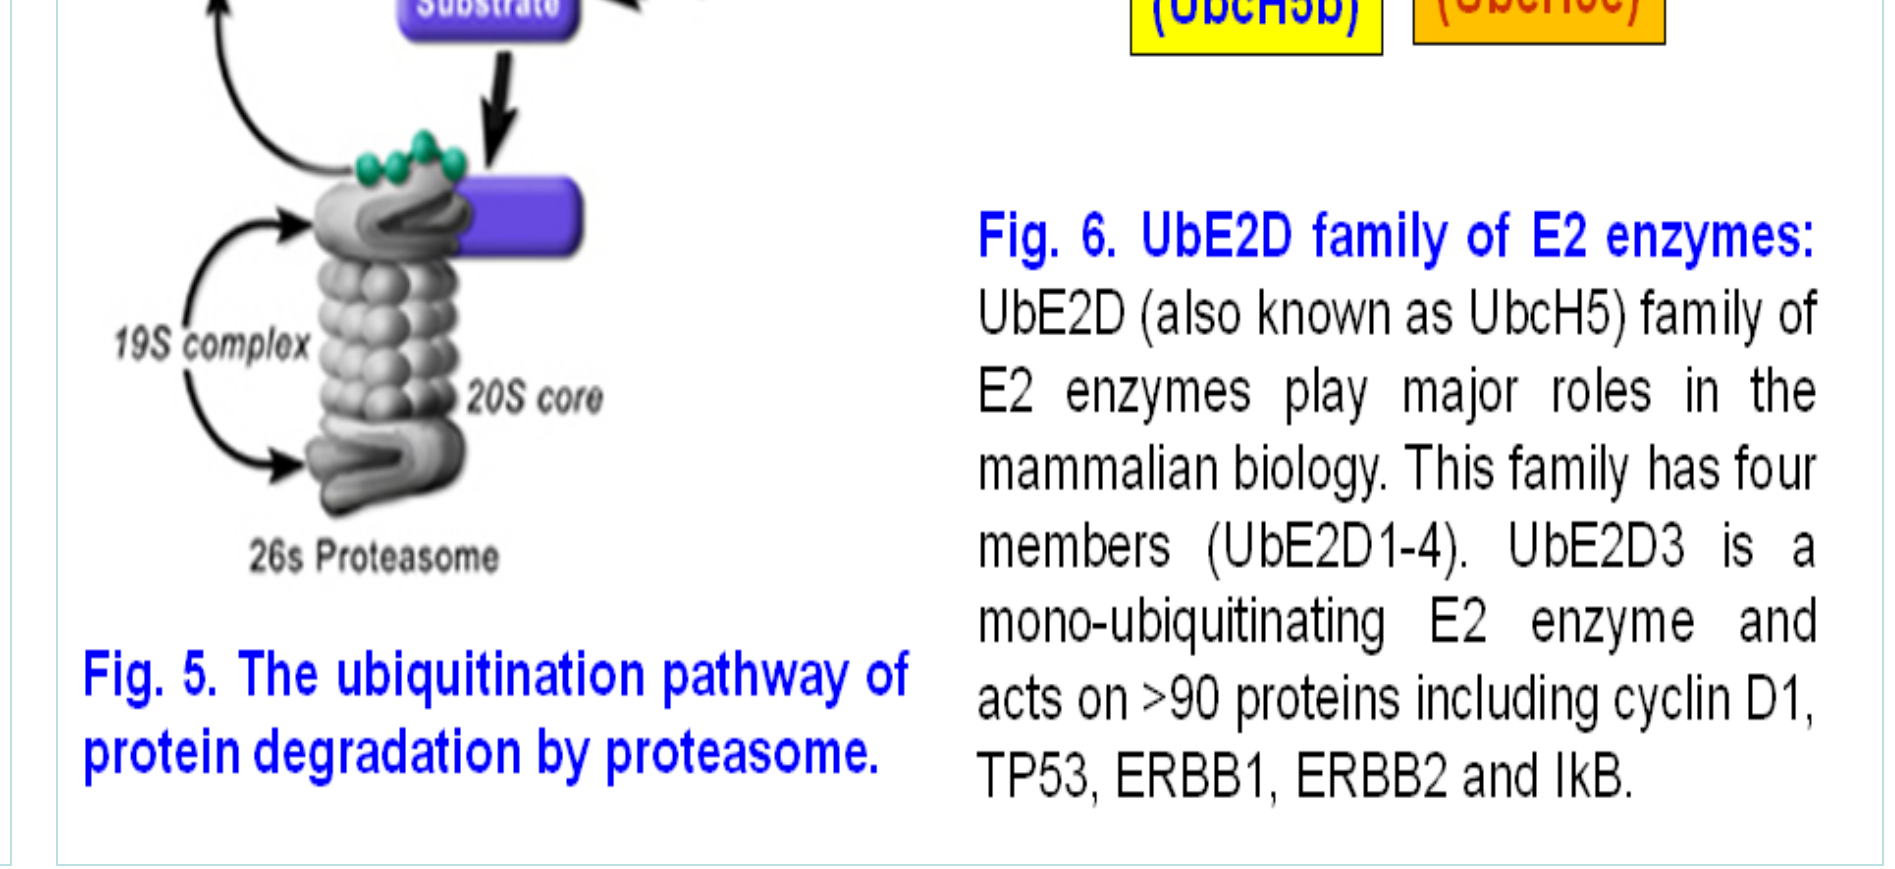 Substrate
(UbcH5b)
19S complex
20S core
26s Proteasome
Fig. 5. The ubiquitination pathway of
protein degradation by proteasome.
Fig. 6. UbE2D family of E2 enzymes:
UbE2D (also known as UbcH5) family of
E2 enzymes play major roles in the
mammalian biology. This family has four
members (UbE2D1-4). UbE2D3 is a
mono-ubiquitinating E2 enzyme and
acts on >90 proteins including cyclin D1,
TP53, ERBB1, ERBB2 and IkB.